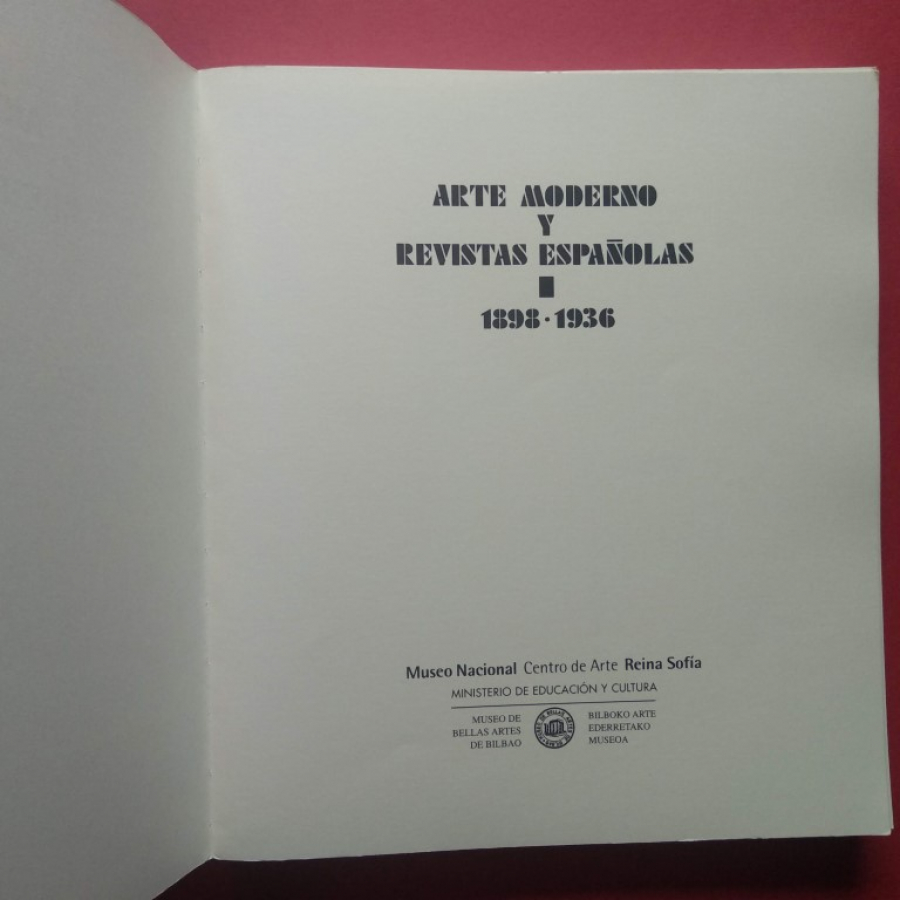 ARTE MODERNO
Y
REVISTAS ESPAÑOLAS
1898 · 1936
Museo Nacional Centro de Arte Reina Sofía
MINISTERIO DE EDUCACIÓN Y CULTURA
MUSEO DE
BELLAS ARTES
DE BILBAO
BILBOKO ARTE
EDERRETAKO
MUSEOA